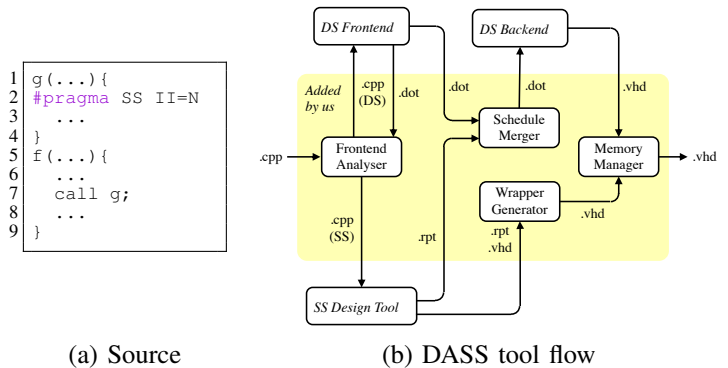 1 g(...){
2 #pragma SS II=N
3 ...
4 }
5 f(...){
6 ...
7 call g;
8 ...
9 }
(a) Source
DS Frontend
DS Backend
Added
by us
.cpp
(DS)
.dot
.dot
.dot
.vhd
Schedule
Merger
.cpp
Frontend
Analyser
Memory
Manager
.vhd
Wrapper
Generator
.cpp
(SS)
.rpt
.rpt
.vhd
.vhd
SS Design Tool
(b) DASS tool flow